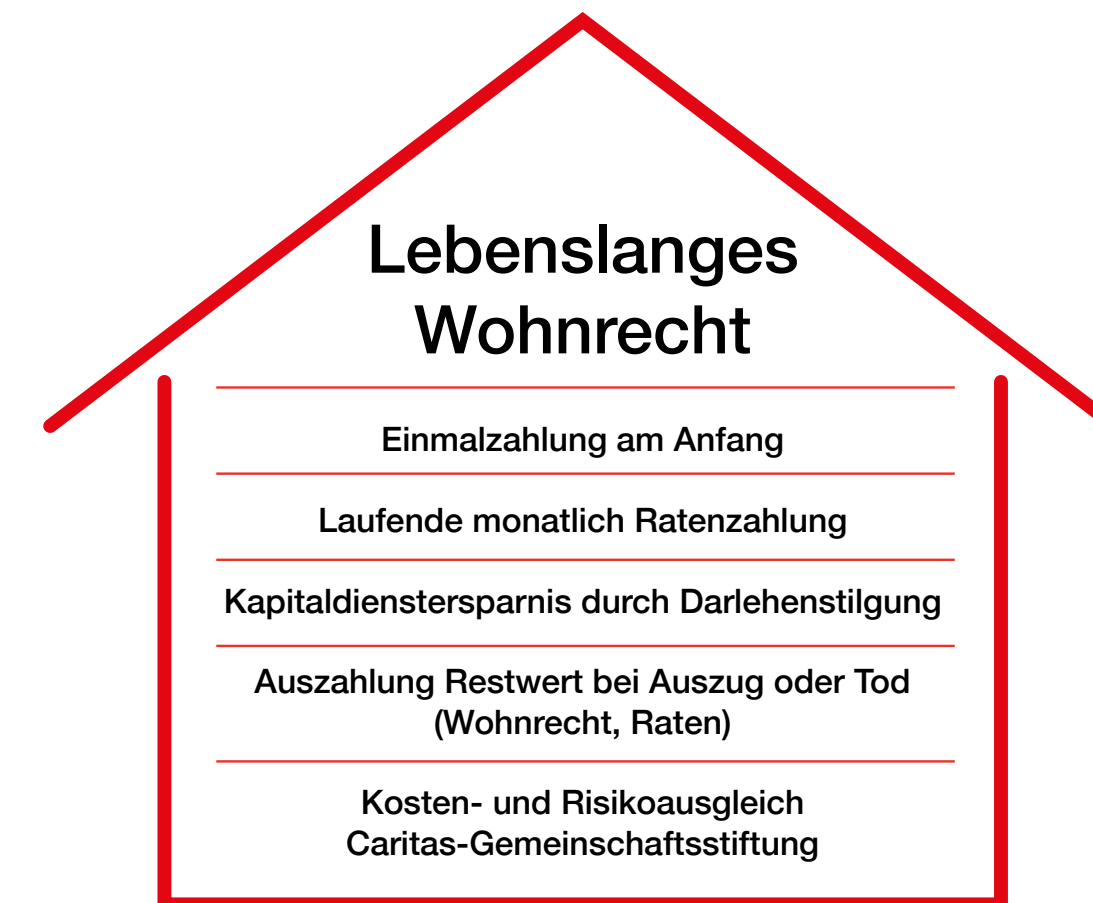 Lebenslanges
Wohnrecht
Einmalzahlung am Anfang
Laufende monatlich Ratenzahlung
Kapitaldienstersparnis durch Darlehenstilgung
Auszahlung Restwert bei Auszug oder Tod
(Wohnrecht, Raten)
Kosten- und Risikoausgleich
Caritas-Gemeinschaftsstiftung